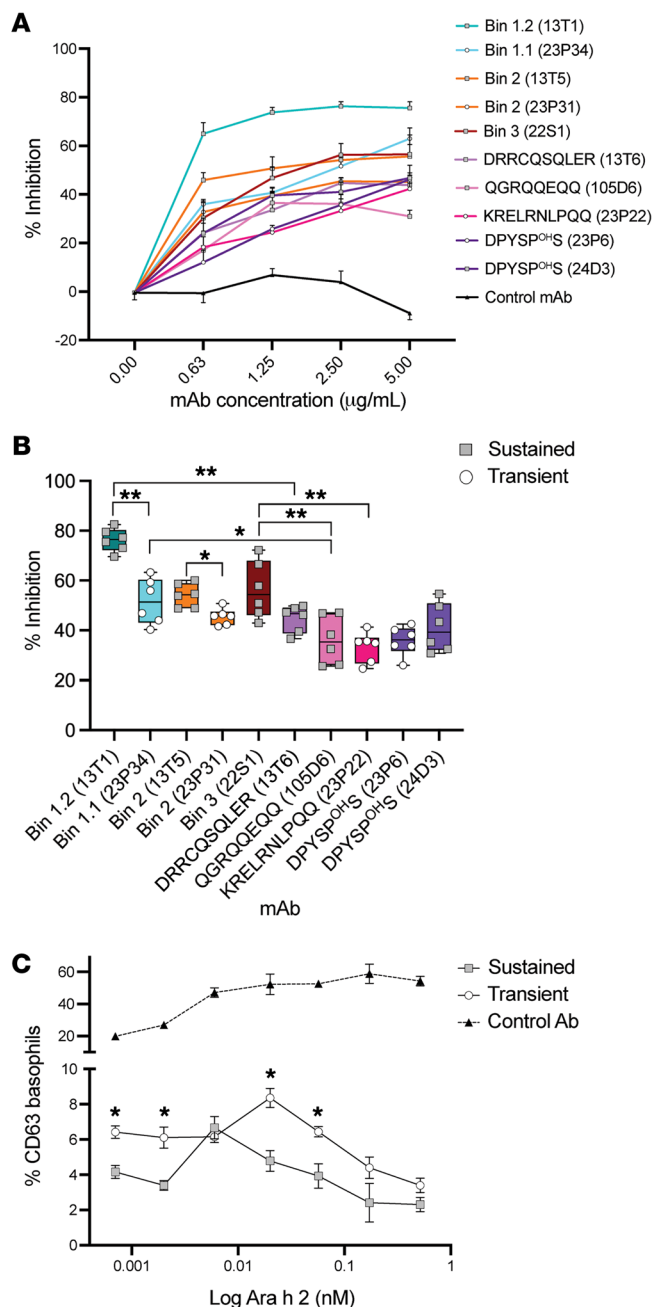 A
100
80
60
40
20
0
-20
% Inhibition
0.00
0.63
1.25
2.50
5.00
mAb concentration (μg/mL)
Bin 1.2 (13T1)
Bin 1.1 (23P34)
Bin 2 (13T5)
Bin 2 (23P31)
Bin 3 (22S1)
DRRCQSQLER (13T6)
QGRQQEQQ (105D6)
KRELRNLPQQ (23P22)
DPYSPᴼᴴS (23P6)
DPYSPᴼᴴS (24D3)
Control mAb
B
Sustained
Transient
100
80
60
40
20
0
% Inhibition
**
**
*
*
**
**
Bin 1.2 (13T1)
Bin 1.1 (23P34)
Bin 2 (13T5)
Bin 2 (23P31)
Bin 3 (22S1)
DRRCQSQLER (13T6)
QGRQQEQQ (105D6)
KRELRNLPQQ (23P22)
DPYSPᴼᴴS (23P6)
DPYSPᴼᴴS (24D3)
mAb
C
Sustained
Transient
Control Ab
60
40
20
10
8
6
4
2
0
% CD63 basophils
*
*
*
*
0.001
0.01
0.1
1
Log Ara h 2 (nM)